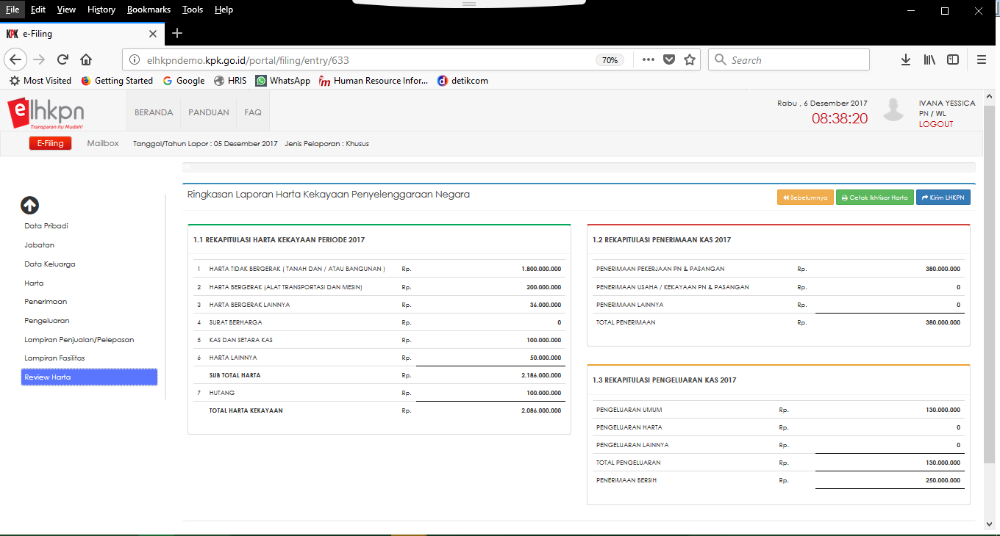 File Edit View History Bookmarks Tools Help
KPK e-Filing
elhkpndemo.kpk.go.id/portal/filing/entry/633 70% Search
Most Visited Getting Started Google HRIS WhatsApp Human Resource Infor... detikcom
elhkpn
Transparan itu Mudah!
BERANDA PANDUAN FAQ
Rabu , 6 Desember 2017
08:38:20
IVANA YESSICA
PN / WL
LOGOUT
E-Filing Mailbox Tanggal/Tahun Lapor : 05 Desember 2017 Jenis Pelaporan : Khusus
Data Pribadi
Jabatan
Data Keluarga
Harta
Penerimaan
Pengeluaran
Lampiran Penjualan/Pelepasan
Lampiran Fasilitas
Review Harta
Ringkasan Laporan Harta Kekayaan Penyelenggaraan Negara
Sebelumnya Cetak Ikhtisar Harta Kirim LHKPN
1.1 REKAPITULASI HARTA KEKAYAAN PERIODE 2017
1 HARTA TIDAK BERGERAK ( TANAH DAN / ATAU BANGUNAN ) Rp. 1.800.000.000
2 HARTA BERGERAK (ALAT TRANSPORTASI DAN MESIN) Rp. 200.000.000
3 HARTA BERGERAK LAINNYA Rp. 36.000.000
4 SURAT BERHARGA Rp. 0
5 KAS DAN SETARA KAS Rp. 100.000.000
6 HARTA LAINNYA Rp. 50.000.000
SUB TOTAL HARTA Rp. 2.186.000.000
7 HUTANG Rp. 100.000.000
TOTAL HARTA KEKAYAAN Rp. 2.086.000.000
1.2 REKAPITULASI PENERIMAAN KAS 2017
PENERIMAAN PEKERJAAN PN & PASANGAN Rp. 380.000.000
PENERIMAAN USAHA / KEKAYAAN PN & PASANGAN Rp. 0
PENERIMAAN LAINNYA Rp. 0
TOTAL PENERIMAAN Rp. 380.000.000
1.3 REKAPITULASI PENGELUARAN KAS 2017
PENGELUARAN UMUM Rp. 130.000.000
PENGELUARAN HARTA Rp. 0
PENGELUARAN LAINNYA Rp. 0
TOTAL PENGELUARAN Rp. 130.000.000
PENERIMAAN BERSIH Rp. 250.000.000